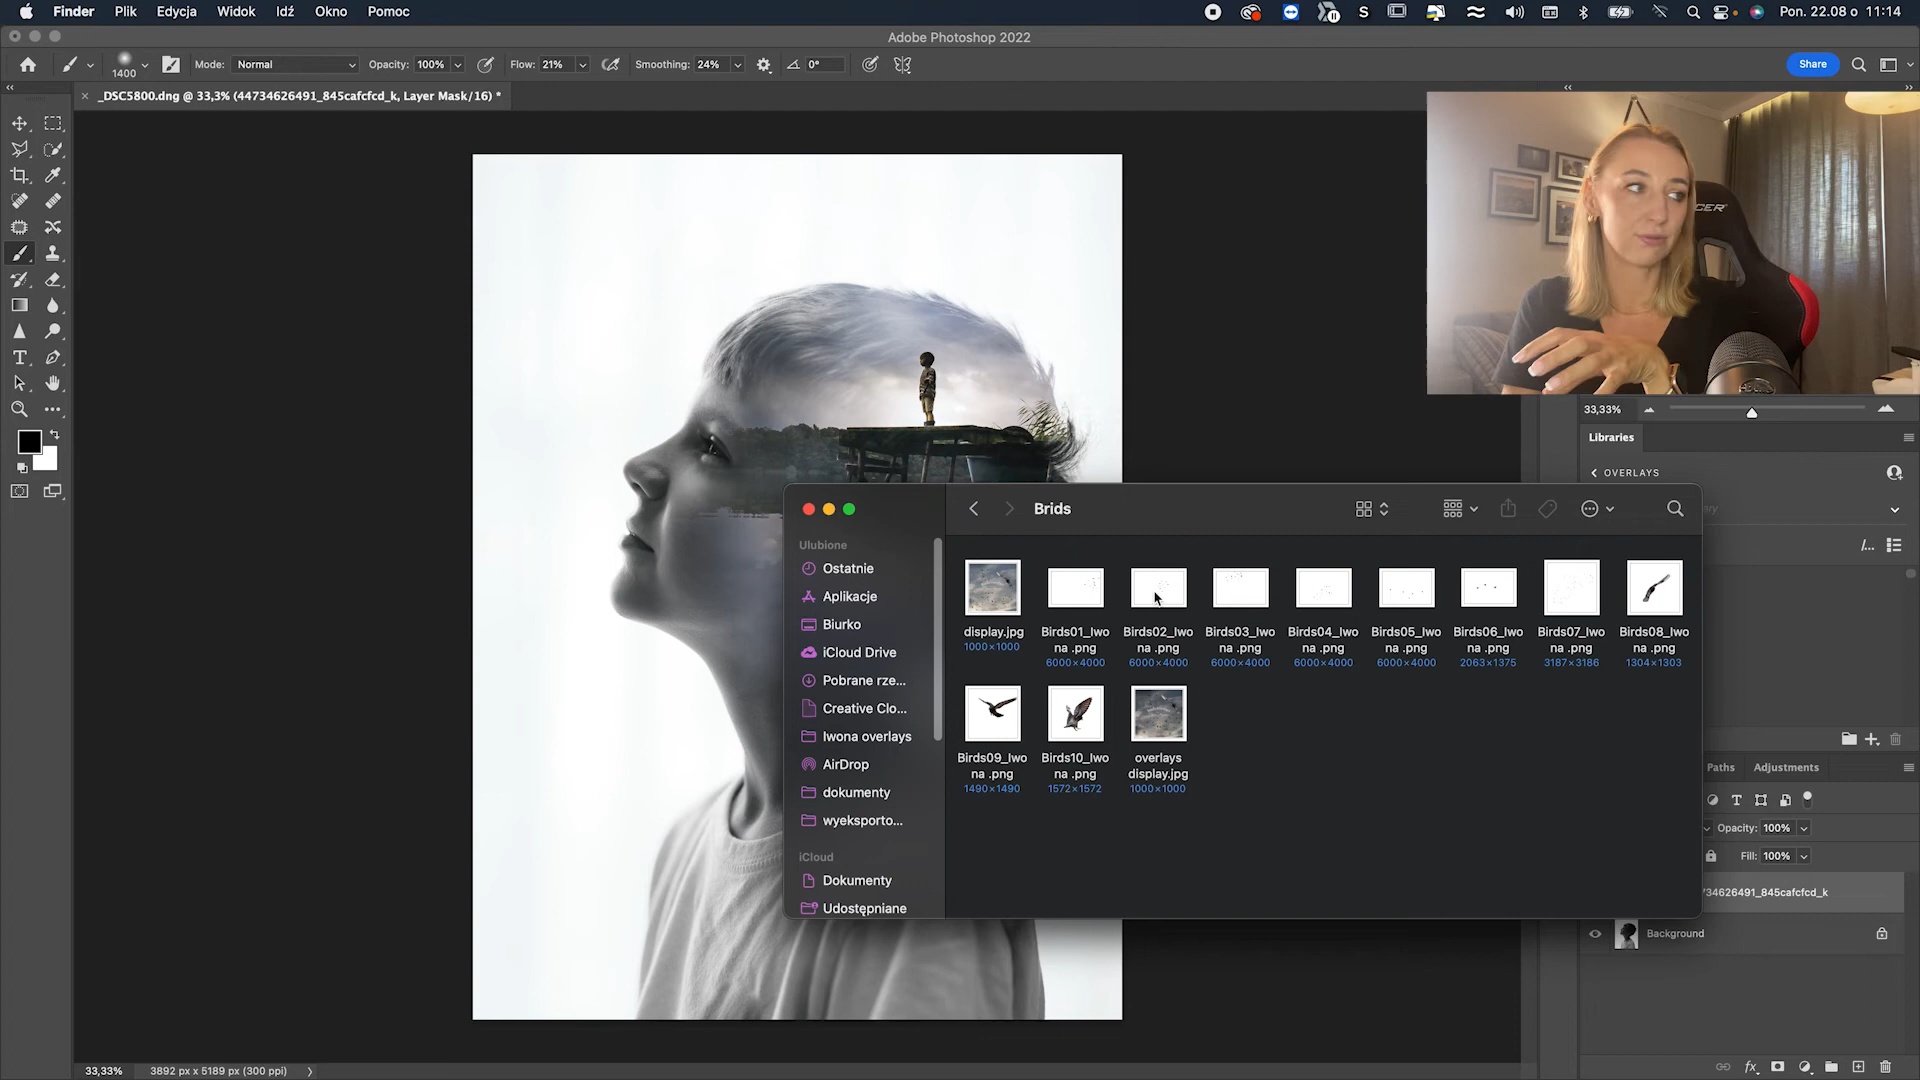 Finder Plik Edycja Widok Idź Okno Pomoc Pon. 22.08 o 11:14
Adobe Photoshop 2022
1400 Mode: Normal Opacity: 100% Flow: 21% Smoothing: 24% 0° Share
_DSC5800.dng @ 33,3% (44734626491_845cafcfcd_k, Layer Mask/16) *
33,33%
Libraries
OVERLAYS
Brids
Ulubione
Ostatnie
Aplikacje
Biurko
iCloud Drive
Pobrane rze...
Creative Clo...
Iwona overlays
AirDrop
dokumenty
wyeksporto...
iCloud
Dokumenty
Udostępniane
display.jpg
1000×1000
Birds01_Iwo
na .png
6000×4000
Birds02_Iwo
na .png
6000×4000
Birds03_Iwo
na .png
6000×4000
Birds04_Iwo
na .png
6000×4000
Birds05_Iwo
na .png
6000×4000
Birds06_Iwo
na .png
2063×1375
Birds07_Iwo
na .png
3187×3186
Birds08_Iwo
na .png
1304×1303
Birds09_Iwo
na .png
1490×1490
Birds10_Iwo
na .png
1572×1572
overlays
display.jpg
1000×1000
Paths Adjustments
Opacity: 100%
Fill: 100%
34626491_845cafcfcd_k
Background
33,33% 3892 px x 5189 px (300 ppi)